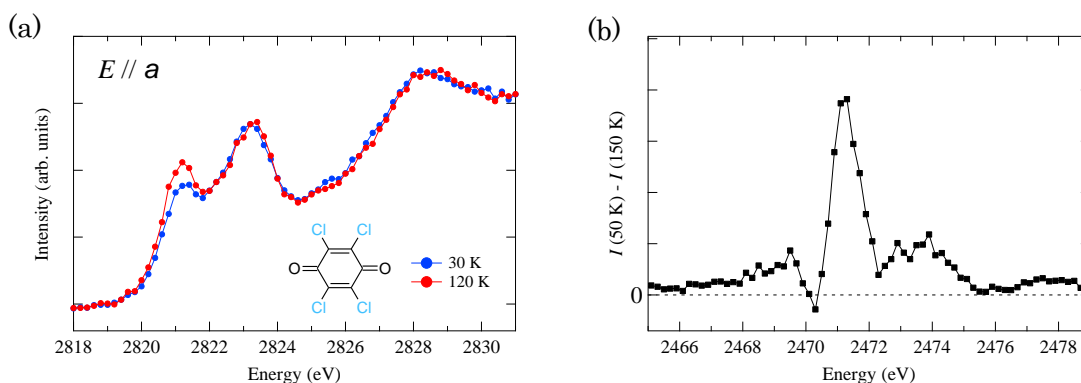 (a)
E // a
Intensity (arb. units)
Cl Cl
O O
Cl Cl
30 K
120 K
2818 2820 2822 2824 2826 2828 2830
Energy (eV)
(b)
I (50 K) - I (150 K)
0
2466 2468 2470 2472 2474 2476 2478
Energy (eV)